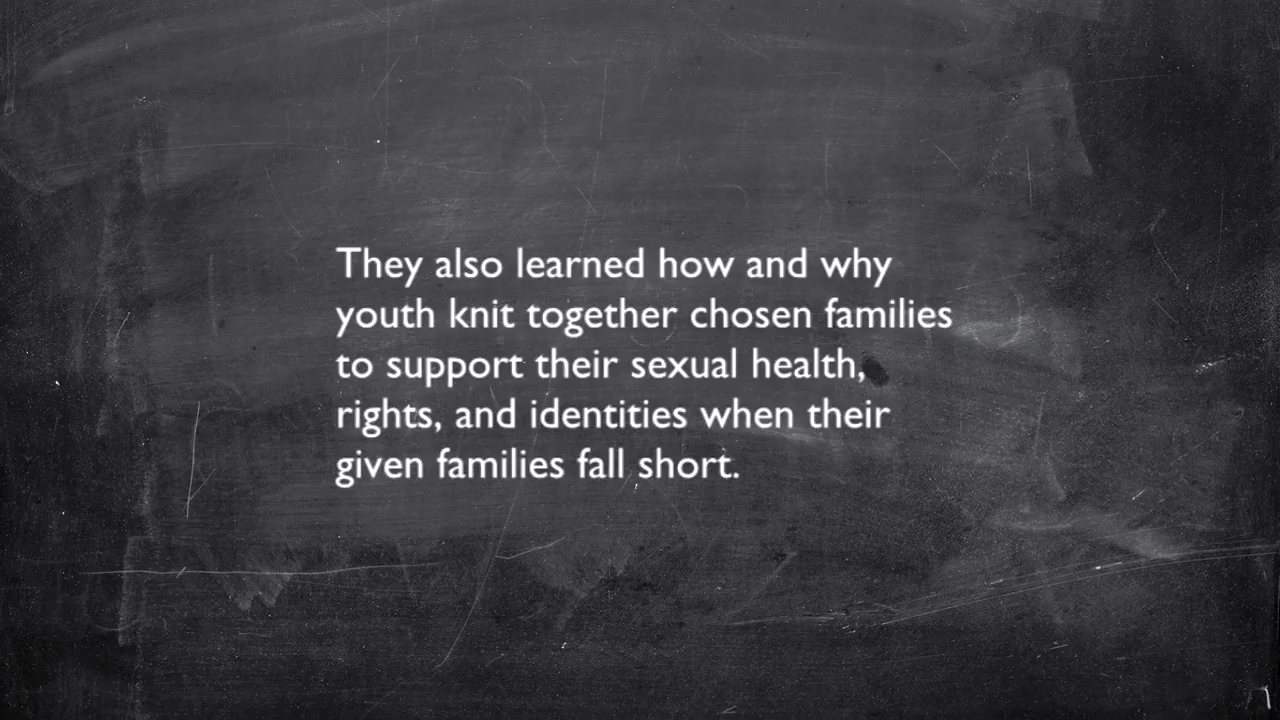 They also learned how and why
youth knit together chosen families
to support their sexual health,
rights, and identities when their
given families fall short.